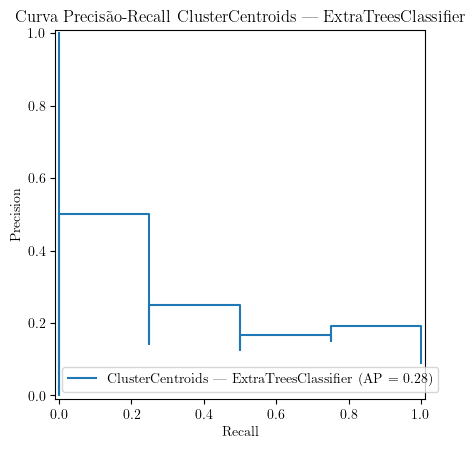 Curva Precisão-Recall ClusterCentroids — ExtraTreesClassifier
1.0
0.8
0.6
0.4
0.2
0.0
Precision
ClusterCentroids — ExtraTreesClassifier (AP = 0.28)
0.0 0.2 0.4 0.6 0.8 1.0
Recall